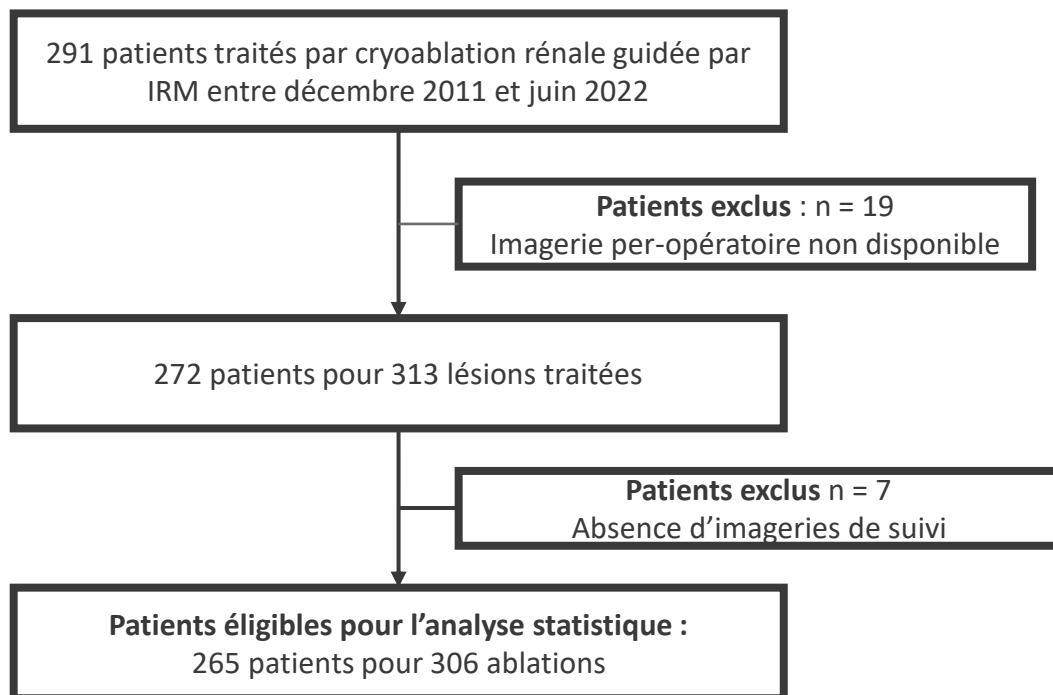 291 patients traités par cryoablation rénale guidée par
IRM entre décembre 2011 et juin 2022
Patients exclus : n = 19
Imagerie per-opératoire non disponible
272 patients pour 313 lésions traitées
Patients exclus n = 7
Absence d’imageries de suivi
Patients éligibles pour l’analyse statistique :
265 patients pour 306 ablations